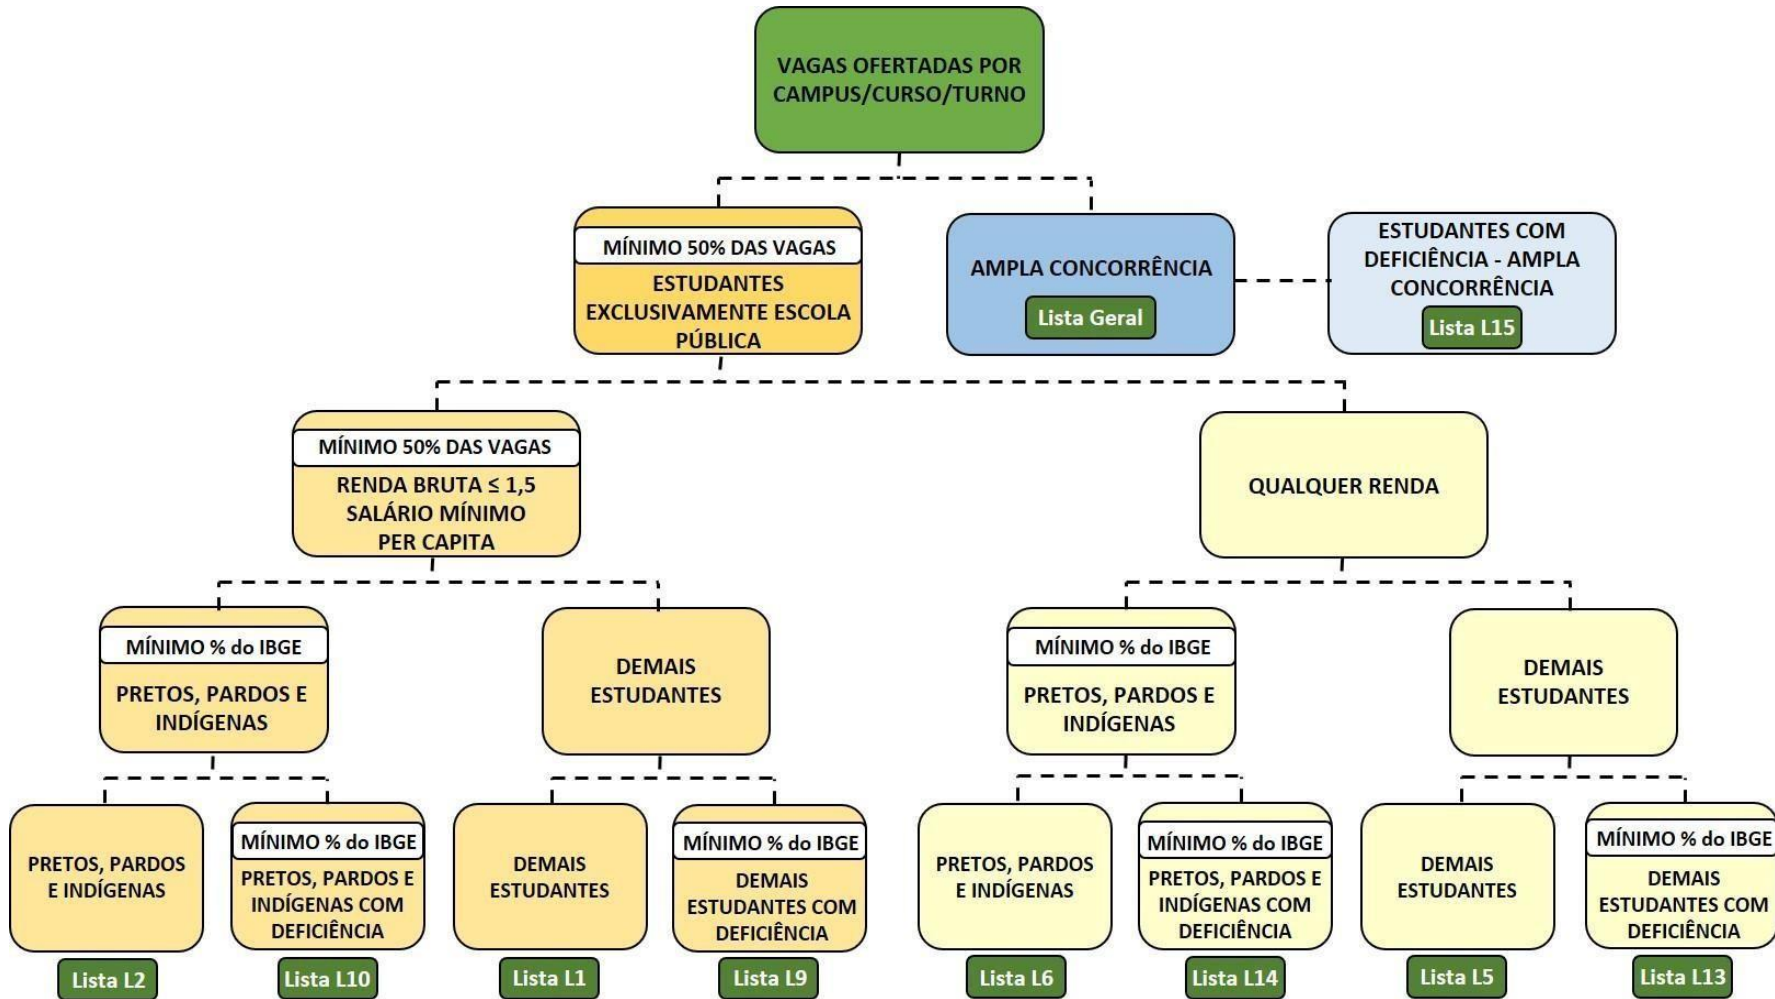 VAGAS OFERTADAS POR
CAMPUS/CURSO/TURNO
MÍNIMO 50% DAS VAGAS
ESTUDANTES
EXCLUSIVAMENTE ESCOLA
PÚBLICA
AMPLA CONCORRÊNCIA
Lista Geral
ESTUDANTES COM
DEFICIÊNCIA - AMPLA
CONCORRÊNCIA
Lista L15
MÍNIMO 50% DAS VAGAS
RENDA BRUTA ≤ 1,5
SALÁRIO MÍNIMO
PER CAPITA
QUALQUER RENDA
MÍNIMO % do IBGE
PRETOS, PARDOS E
INDÍGENAS
DEMAIS
ESTUDANTES
MÍNIMO % do IBGE
PRETOS, PARDOS E
INDÍGENAS
DEMAIS
ESTUDANTES
PRETOS, PARDOS
E INDÍGENAS
Lista L2
MÍNIMO % do IBGE
PRETOS, PARDOS E
INDÍGENAS COM
DEFICIÊNCIA
Lista L10
DEMAIS
ESTUDANTES
Lista L1
MÍNIMO % do IBGE
DEMAIS
ESTUDANTES COM
DEFICIÊNCIA
Lista L9
PRETOS, PARDOS
E INDÍGENAS
Lista L6
MÍNIMO % do IBGE
PRETOS, PARDOS E
INDÍGENAS COM
DEFICIÊNCIA
Lista L14
DEMAIS
ESTUDANTES
Lista L5
MÍNIMO % do IBGE
DEMAIS
ESTUDANTES COM
DEFICIÊNCIA
Lista L13